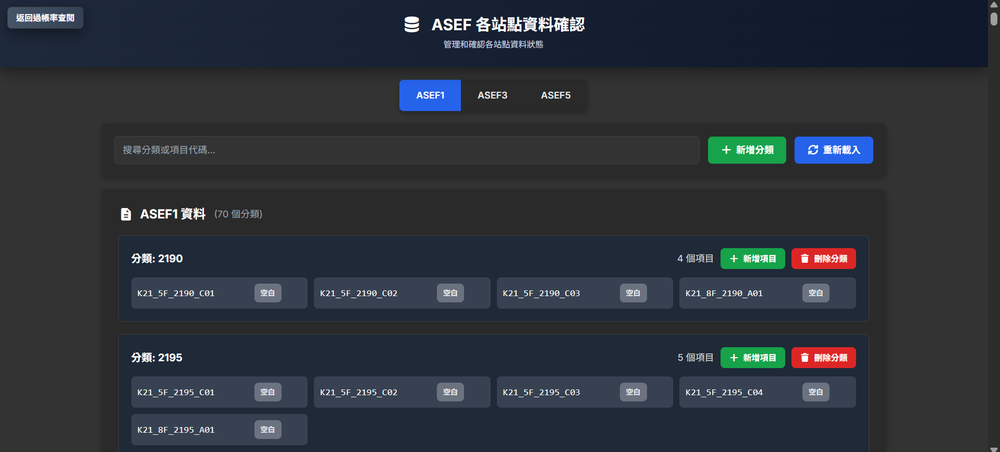 返回過帳率查閱
ASEF 各站點資料確認
管理和確認各站點資料狀態
ASEF1 ASEF3 ASEF5
搜尋分類或項目代碼... 新增分類 重新載入
ASEF1 資料 (70 個分類)
分類: 2190 4 個項目 新增項目 刪除分類
K21_5F_2190_C01 空白 K21_5F_2190_C02 空白 K21_5F_2190_C03 空白 K21_8F_2190_A01 空白
分類: 2195 5 個項目 新增項目 刪除分類
K21_5F_2195_C01 空白 K21_5F_2195_C02 空白 K21_5F_2195_C03 空白 K21_5F_2195_C04 空白
K21_8F_2195_A01 空白